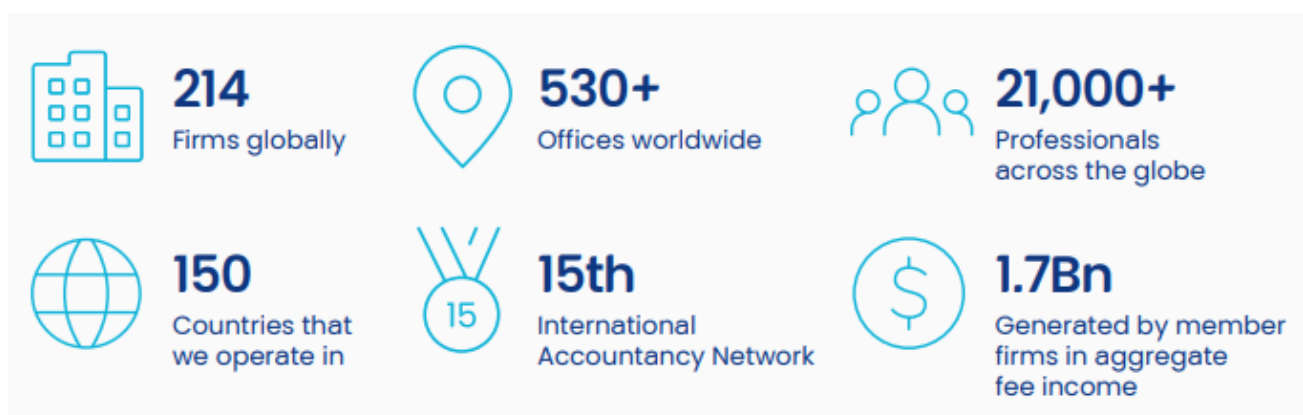 214
Firms globally
530+
Offices worldwide
21,000+
Professionals
across the globe
150
Countries that
we operate in
15
15th
International
Accountancy Network
$
1.7Bn
Generated by member
firms in aggregate
fee income